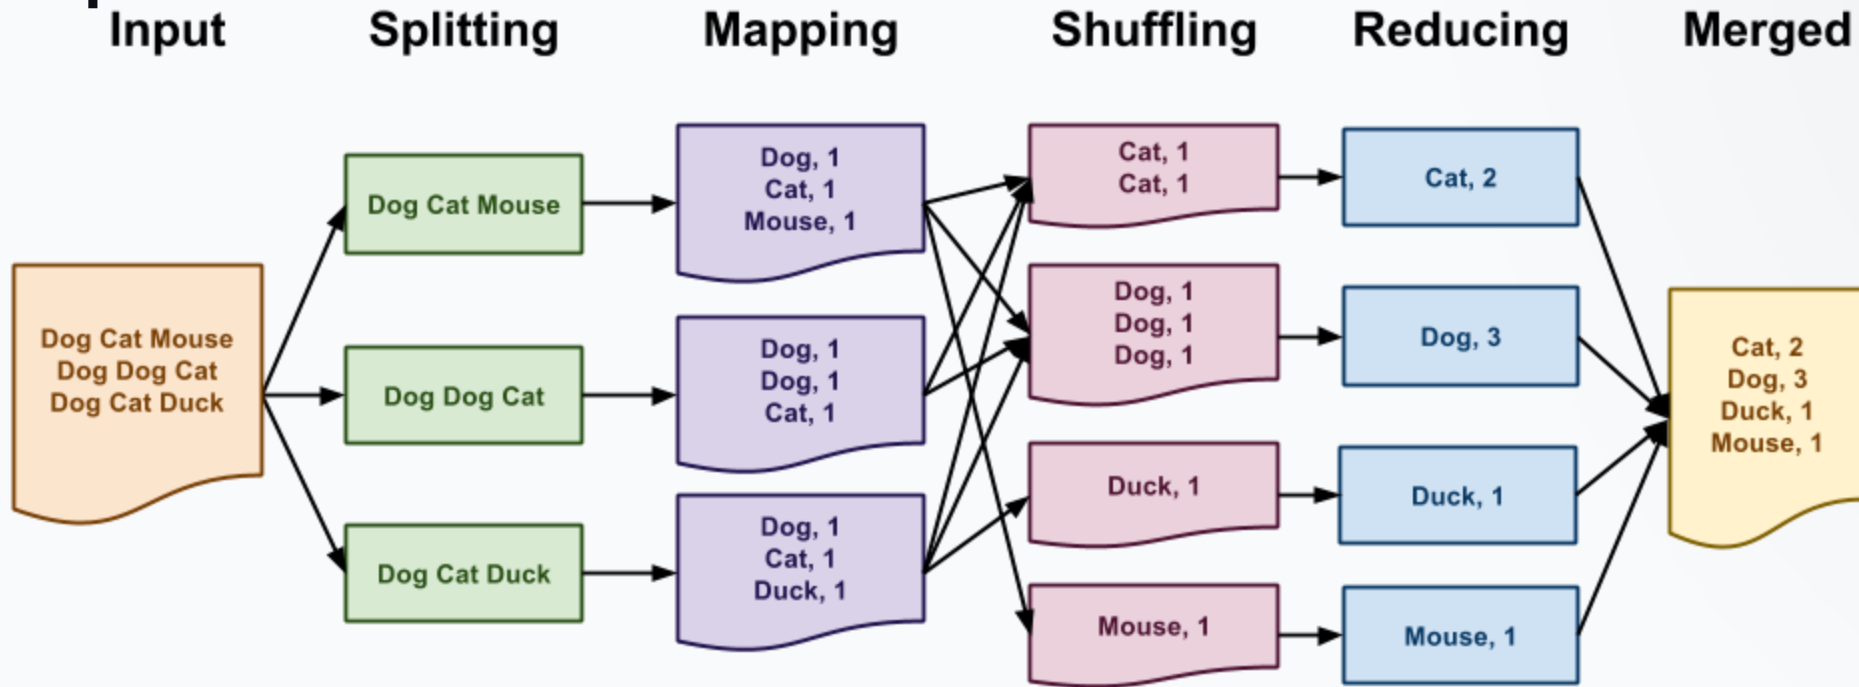 Input
Splitting
Mapping
Shuffling
Reducing
Merged
Dog Cat Mouse
Dog Dog Cat
Dog Cat Duck
Dog Cat Mouse
Dog Dog Cat
Dog Cat Duck
Dog, 1
Cat, 1
Mouse, 1
Dog, 1
Dog, 1
Cat, 1
Dog, 1
Cat, 1
Duck, 1
Cat, 1
Cat, 1
Dog, 1
Dog, 1
Dog, 1
Duck, 1
Mouse, 1
Cat, 2
Dog, 3
Duck, 1
Mouse, 1
Cat, 2
Dog, 3
Duck, 1
Mouse, 1